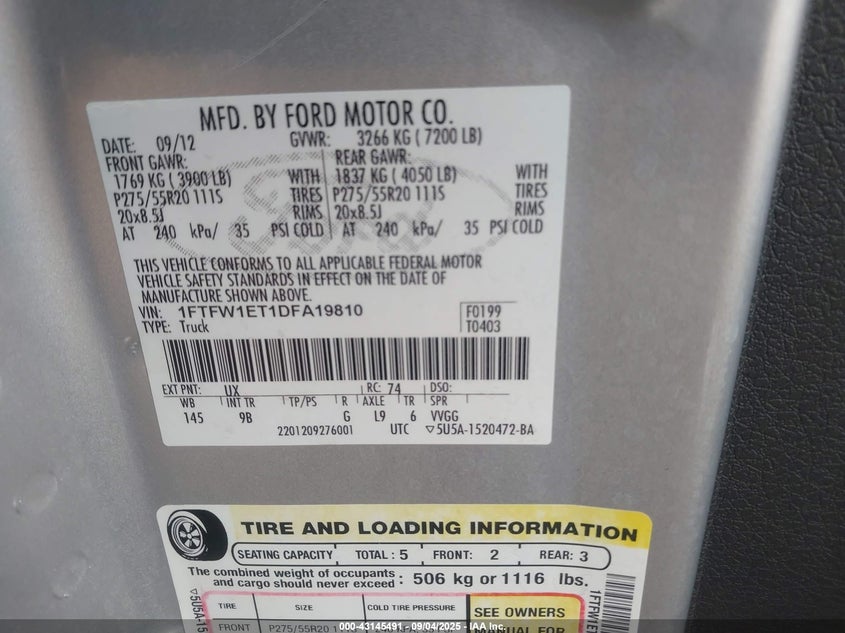 MFD. BY FORD MOTOR CO.
DATE: 09/12 GVWR: 3266 KG ( 7200 LB)
FRONT GAWR: REAR GAWR:
1769 KG ( 3900 LB) WITH 1837 KG ( 4050 LB) WITH
P275/55R20 111S TIRES P275/55R20 111S TIRES
20x8.5J RIMS 20x8.5J RIMS
AT 240 kPa/ 35 PSI COLD AT 240 kPa/ 35 PSI COLD
THIS VEHICLE CONFORMS TO ALL APPLICABLE FEDERAL MOTOR
VEHICLE SAFETY STANDARDS IN EFFECT ON THE DATE OF
MANUFACTURE SHOWN ABOVE.
VIN: 1FTFW1ET1DFA19810 F0199
TYPE: Truck T0403
EXT PNT: UX RC: 74 DSO:
WB INT TR TP/PS R AXLE TR SPR
145 9B G L9 6 VVGG
2201209276001 UTC ▽5U5A-1520472-BA
TIRE AND LOADING INFORMATION
SEATING CAPACITY TOTAL : 5 FRONT: 2 REAR: 3
The combined weight of occupants
and cargo should never exceed : 506 kg or 1116 lbs.
TIRE SIZE COLD TIRE PRESSURE SEE OWNERS
FRONT P275/55R20 MANUAL FOR
▽5U5A-15
1FTFW1E
000-43145491 - 09/04/2025 - IAA Inc.